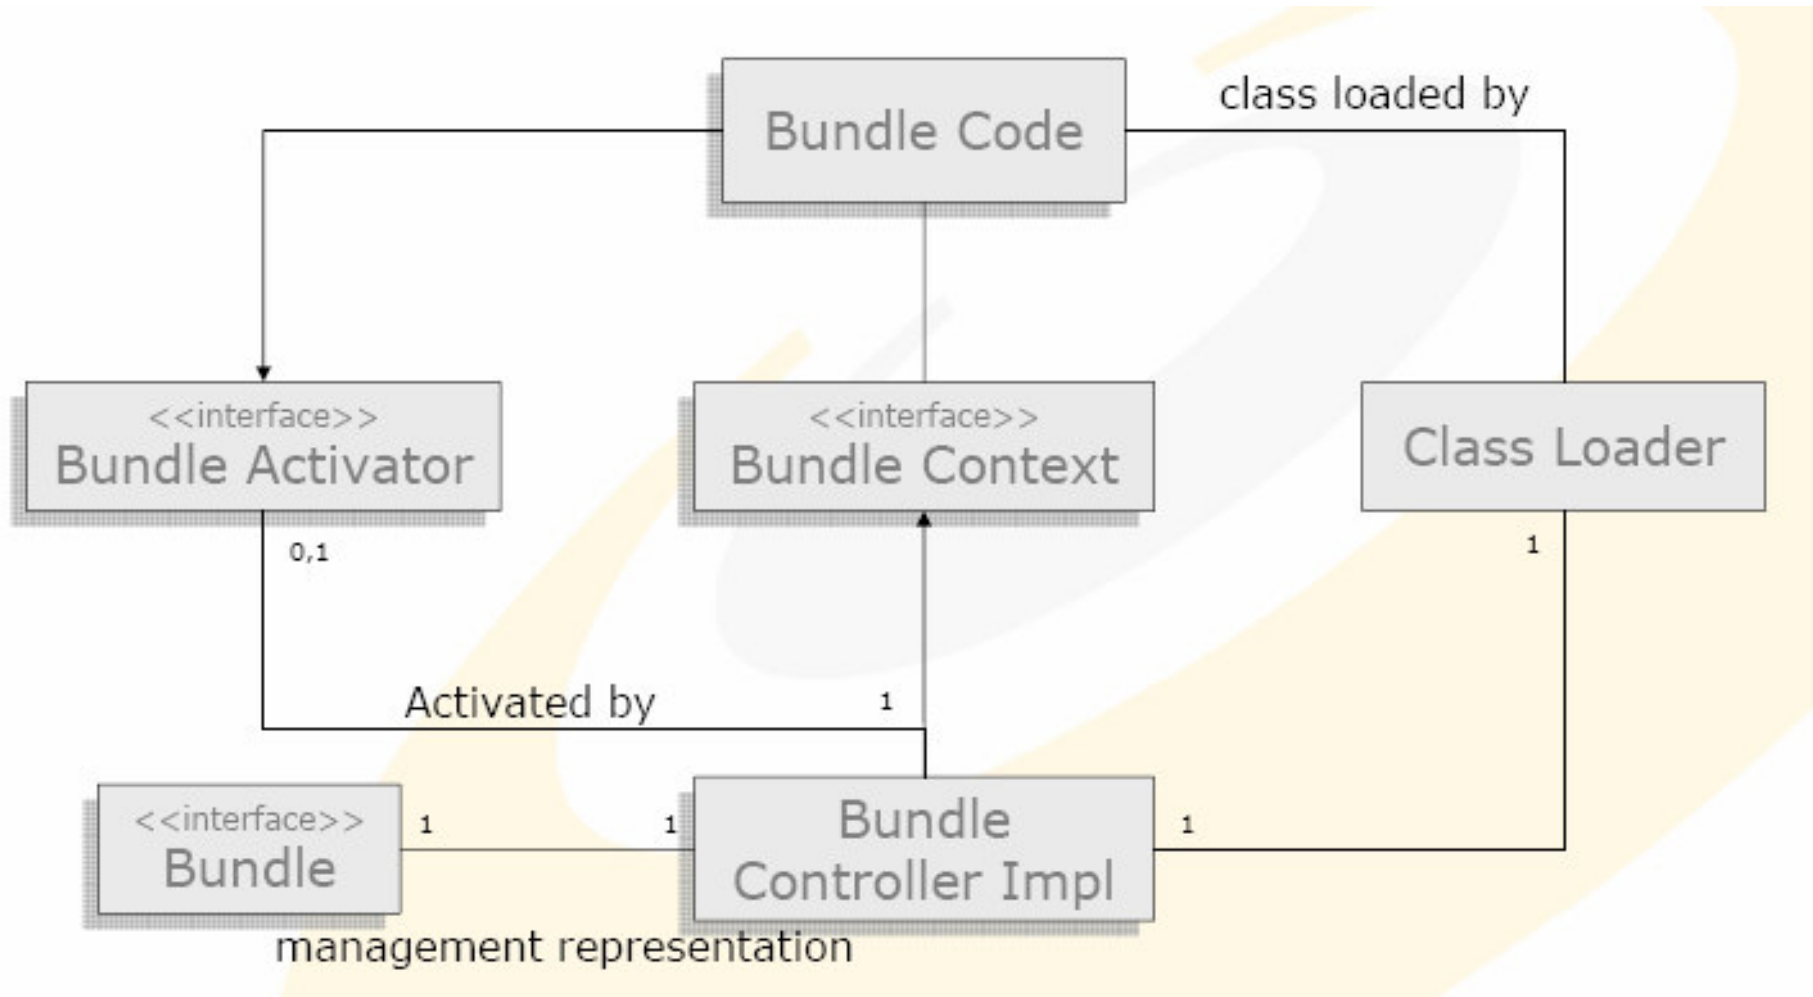 class loaded by
Bundle Code
<<interface>>
Bundle Activator
<<interface>>
Bundle Context
Class Loader
0,1
1
Activated by
1
<<interface>>
Bundle
1
1
Bundle
Controller Impl
1
management representation